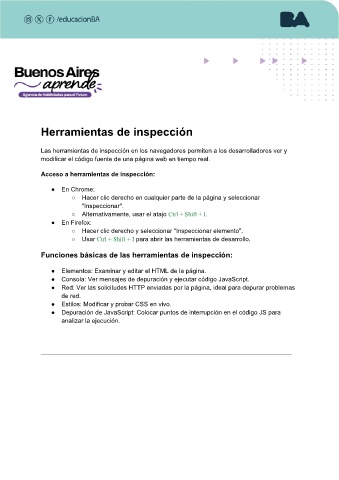 /educacionBA
BA
Buenos Aires
aprende
Agencia de Habilidades para el Futuro
Herramientas de inspección
Las herramientas de inspección en los navegadores permiten a los desarrolladores ver y
modificar el código fuente de una página web en tiempo real.
Acceso a herramientas de inspección:
● En Chrome:
○ Hacer clic derecho en cualquier parte de la página y seleccionar
"Inspeccionar".
○ Alternativamente, usar el atajo Ctrl + Shift + I.
● En Firefox:
○ Hacer clic derecho y seleccionar "Inspeccionar elemento".
○ Usar Ctrl + Shift + I para abrir las herramientas de desarrollo.
Funciones básicas de las herramientas de inspección:
● Elementos: Examinar y editar el HTML de la página.
● Consola: Ver mensajes de depuración y ejecutar código JavaScript.
● Red: Ver las solicitudes HTTP enviadas por la página, ideal para depurar problemas
de red.
● Estilos: Modificar y probar CSS en vivo.
● Depuración de JavaScript: Colocar puntos de interrupción en el código JS para
analizar la ejecución.